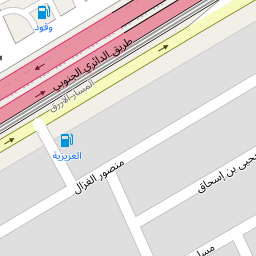 وقود
طريق الدائري الجنوبي
المسار الأزرق
العزيزية
منصور الغزال
يحيى بن إسحاق